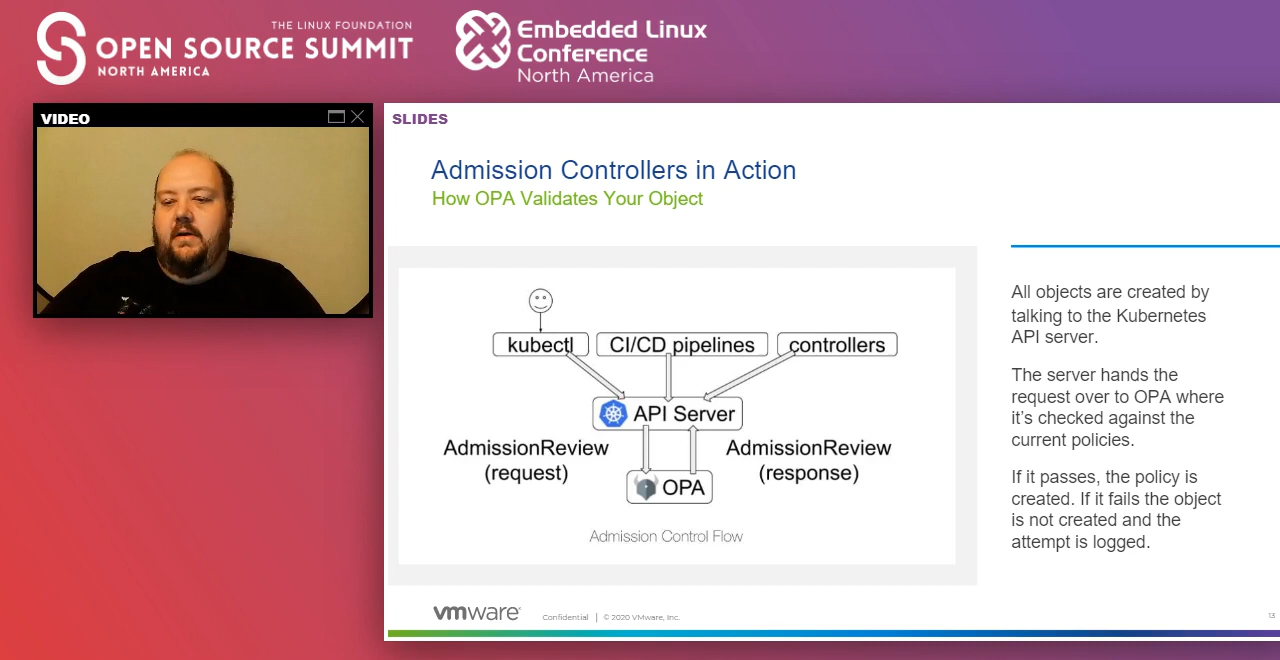 THE LINUX FOUNDATION
OPEN SOURCE SUMMIT
NORTH AMERICA
Embedded Linux
Conference
North America
VIDEO
SLIDES
Admission Controllers in Action
How OPA Validates Your Object
kubectl
CI/CD pipelines
controllers
API Server
AdmissionReview
(request)
AdmissionReview
(response)
OPA
Admission Control Flow
All objects are created by
talking to the Kubernetes
API server.
The server hands the
request over to OPA where
it's checked against the
current policies.
If it passes, the policy is
created. If it fails the object
is not created and the
attempt is logged.
vmware
Confidential | © 2020 VMware, Inc.
13